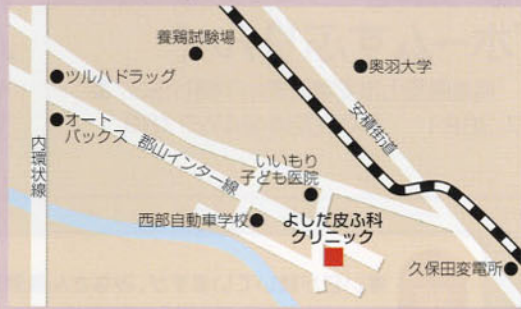 養鶏試験場
奥羽大学
ツルハドラッグ
オート
バックス
内環状線
安積街道
郡山インター線
いいもり
子ども医院
西部自動車学校
よしだ皮ふ科
クリニック
久保田変電所